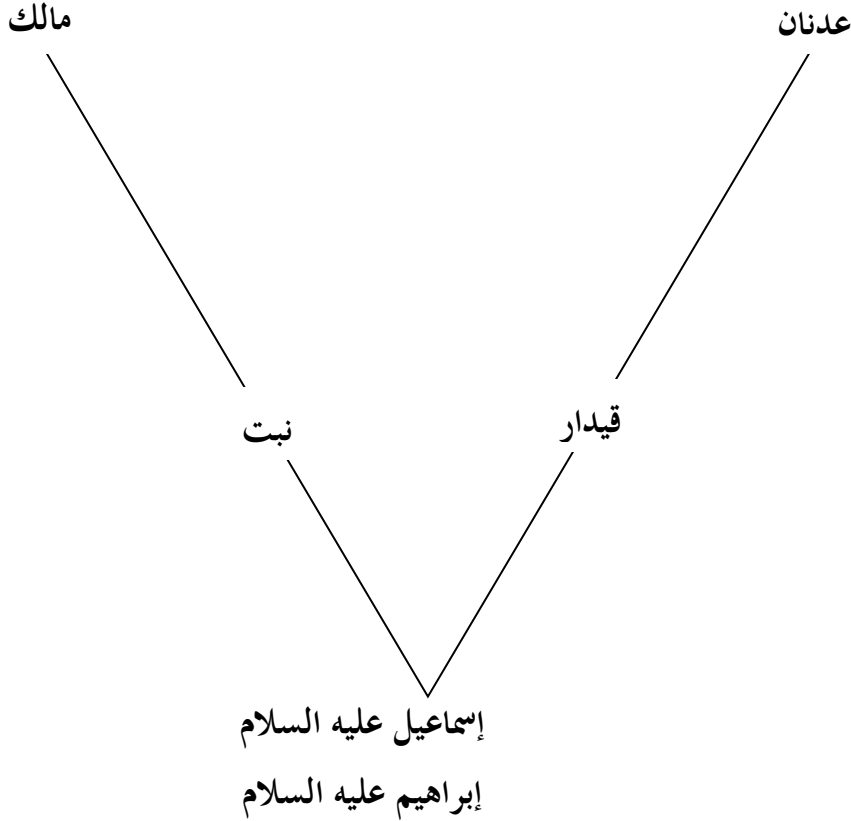 عدنان
مالك
قيدار
نبت
إسماعيل عليه السلام
إبراهيم عليه السلام